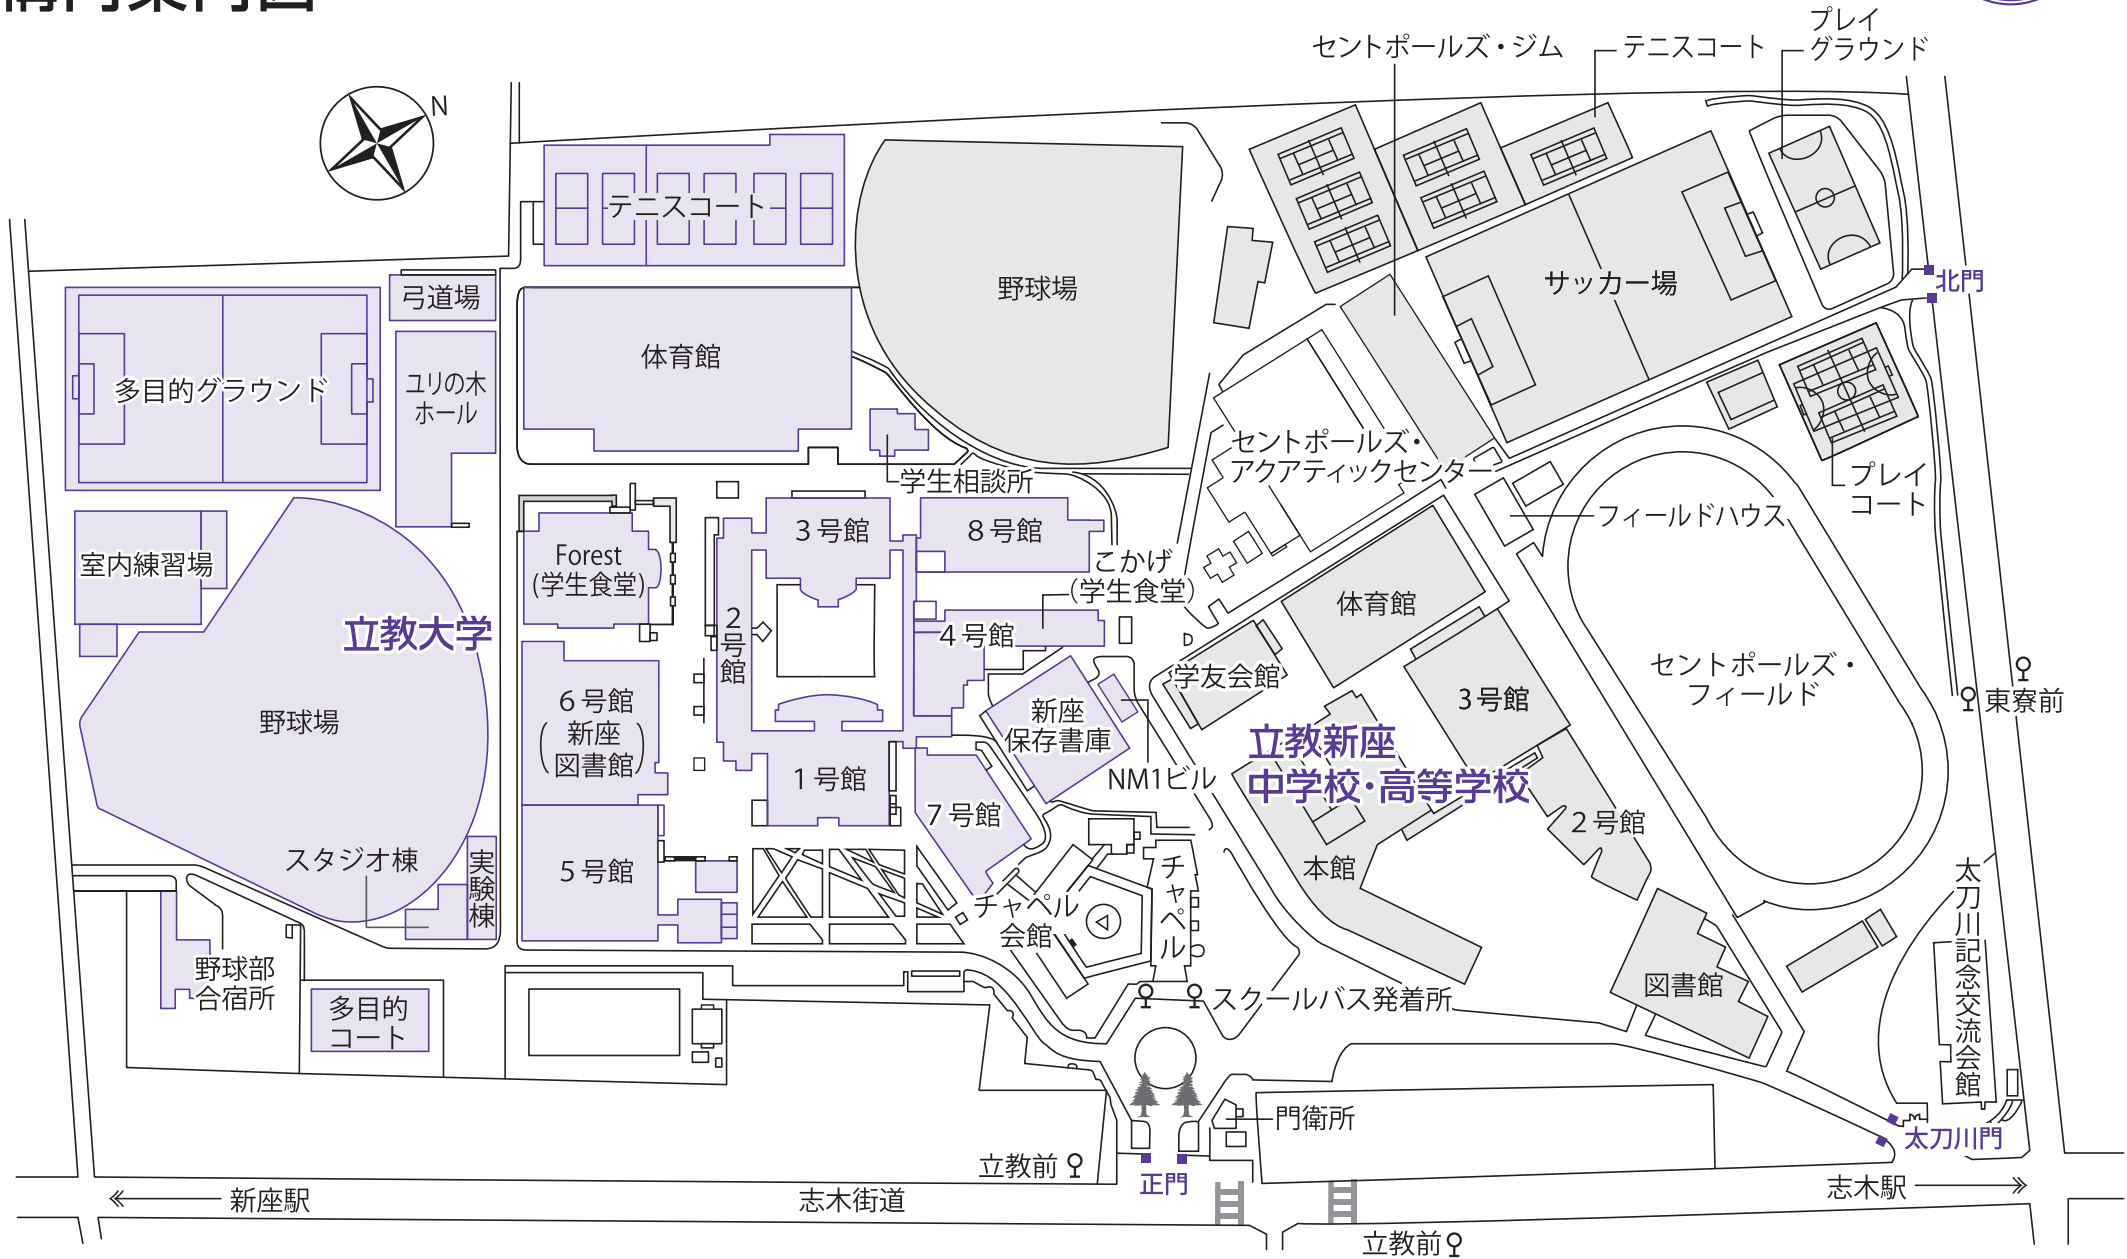 構内案内図
N
セントポールズ・ジム
テニスコート
プレイ
グラウンド
テニスコート
野球場
サッカー場
北門
弓道場
体育館
多目的グラウンド
ユリの木
ホール
セントポールズ・
アクアティックセンター
学生相談所
プレイ
コート
フィールドハウス
3号館
8号館
室内練習場
Forest
(学生食堂)
こかげ
(学生食堂)
体育館
2号館
4号館
立教大学
学友会館
セントポールズ・
フィールド
東寮前
3号館
6号館
(新座
図書館)
野球場
新座
保存書庫
立教新座
中学校・高等学校
NM1ビル
1号館
7号館
2号館
スタジオ棟
実験棟
5号館
本館
チャペル
チャペル
会館
太刀川記念交流会館
野球部
合宿所
多目的
コート
スクールバス発着所
図書館
門衛所
太刀川門
立教前
正門
新座駅
志木街道
志木駅
立教前